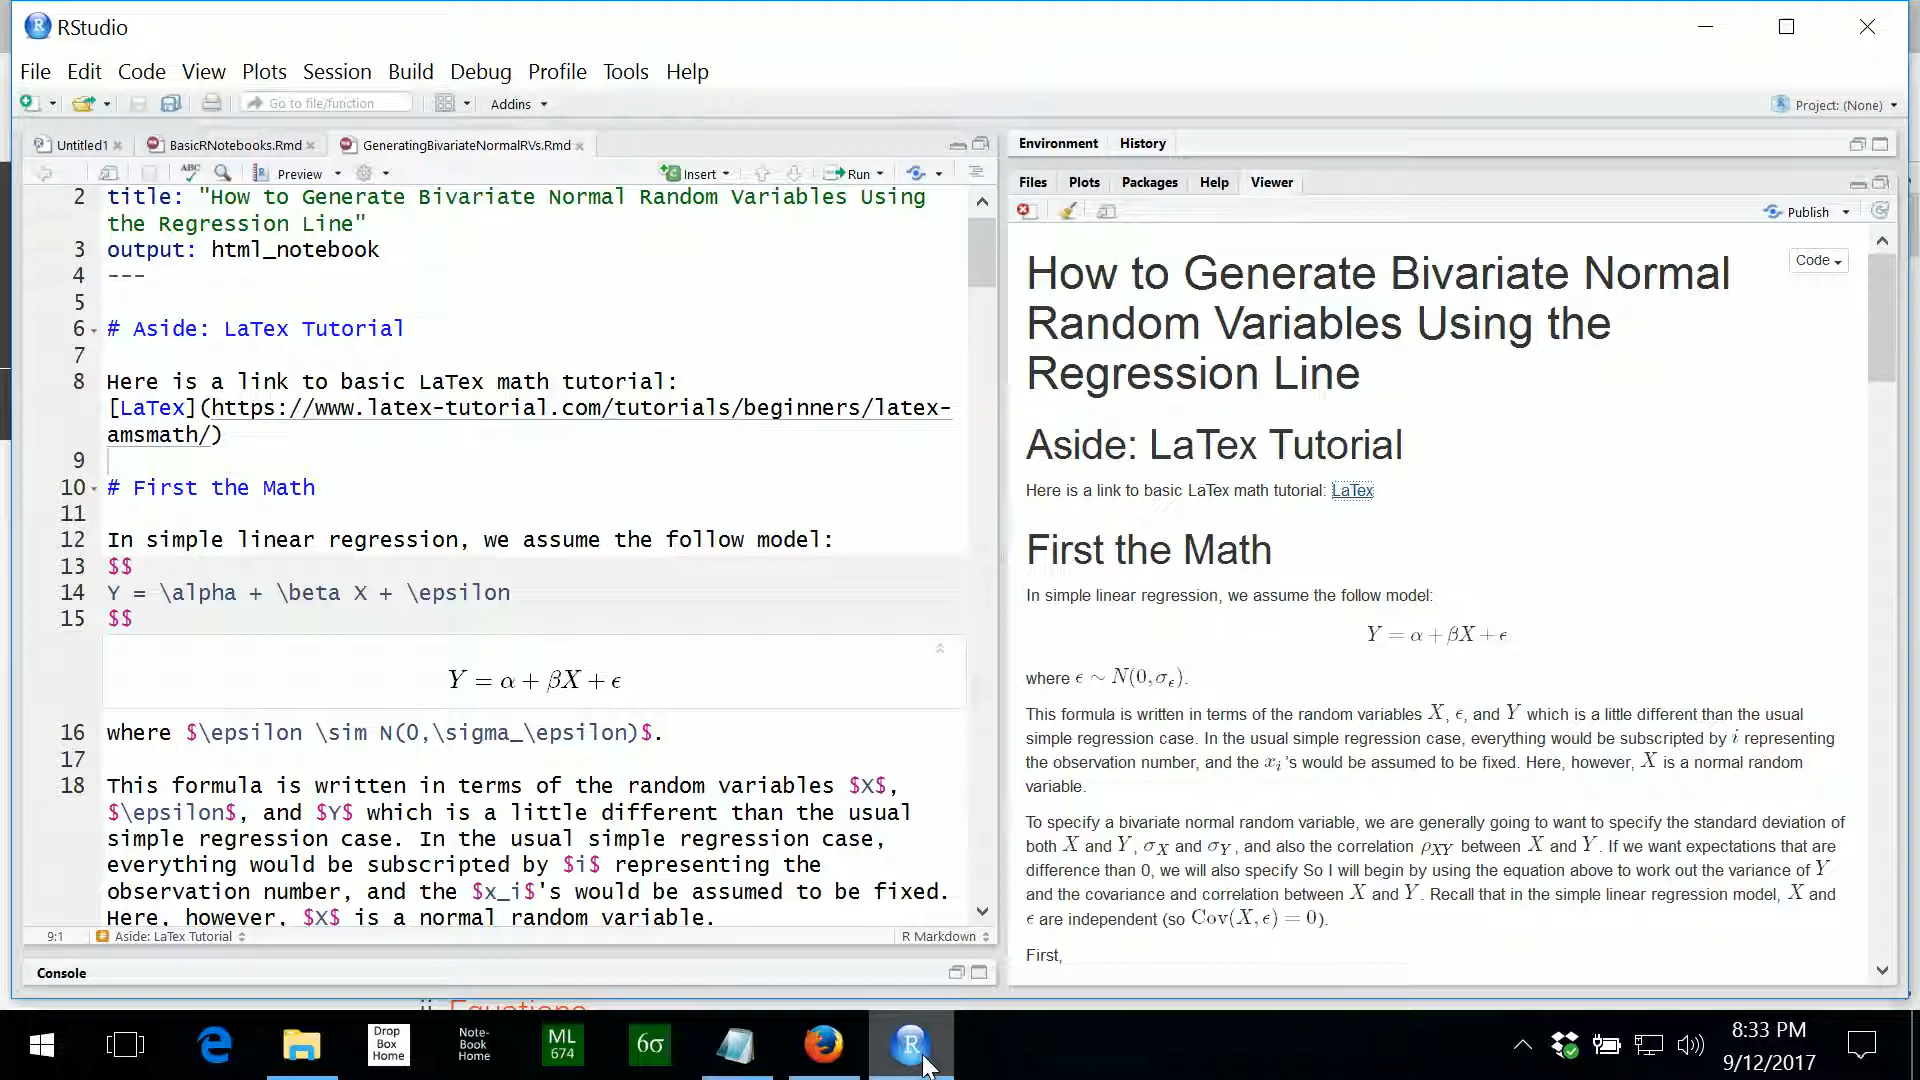 RStudio
File Edit Code View Plots Session Build Debug Profile Tools Help
Go to file/function Addins Project: (None)
Untitled1 BasicRNotebooks.Rmd GeneratingBivariateNormalRVs.Rmd
ABC Preview Insert Run
2 title: "How to Generate Bivariate Normal Random Variables Using
the Regression Line"
3 output: html_notebook
4 ---
5
6 # Aside: LaTex Tutorial
7
8 Here is a link to basic LaTex math tutorial:
[LaTex](https://www.latex-tutorial.com/tutorials/beginners/latex-
amsmath/)
9
10 # First the Math
11
12 In simple linear regression, we assume the follow model:
13 $$
14 Y = \alpha + \beta X + \epsilon
15 $$
Y = α + βX + ϵ
16 where $\epsilon \sim N(0,\sigma_\epsilon)$.
17
18 This formula is written in terms of the random variables $X$,
$\epsilon$, and $Y$ which is a little different than the usual
simple regression case. In the usual simple regression case,
everything would be subscripted by $i$ representing the
observation number, and the $x_i$'s would be assumed to be fixed.
Here, however, $X$ is a normal random variable.
9:1 # Aside: LaTex Tutorial R Markdown
Console
Environment History
Files Plots Packages Help Viewer
Publish
Code
How to Generate Bivariate Normal
Random Variables Using the
Regression Line
Aside: LaTex Tutorial
Here is a link to basic LaTex math tutorial: LaTex
First the Math
In simple linear regression, we assume the follow model:
Y = α + βX + ϵ
where ϵ ∼ N(0, σϵ).
This formula is written in terms of the random variables X, ϵ, and Y which is a little different than the usual
simple regression case. In the usual simple regression case, everything would be subscripted by i representing
the observation number, and the xi's would be assumed to be fixed. Here, however, X is a normal random
variable.
To specify a bivariate normal random variable, we are generally going to want to specify the standard deviation of
both X and Y, σX and σY, and also the correlation ρXY between X and Y. If we want expectations that are
difference than 0, we will also specify So I will begin by using the equation above to work out the variance of Y
and the covariance and correlation between X and Y. Recall that in the simple linear regression model, X and
ϵ are independent (so Cov(X, ϵ) = 0).
First,
Equations
Drop
Box
Home
Note-
Book
Home
ML
674
6σ
R
8:33 PM
9/12/2017